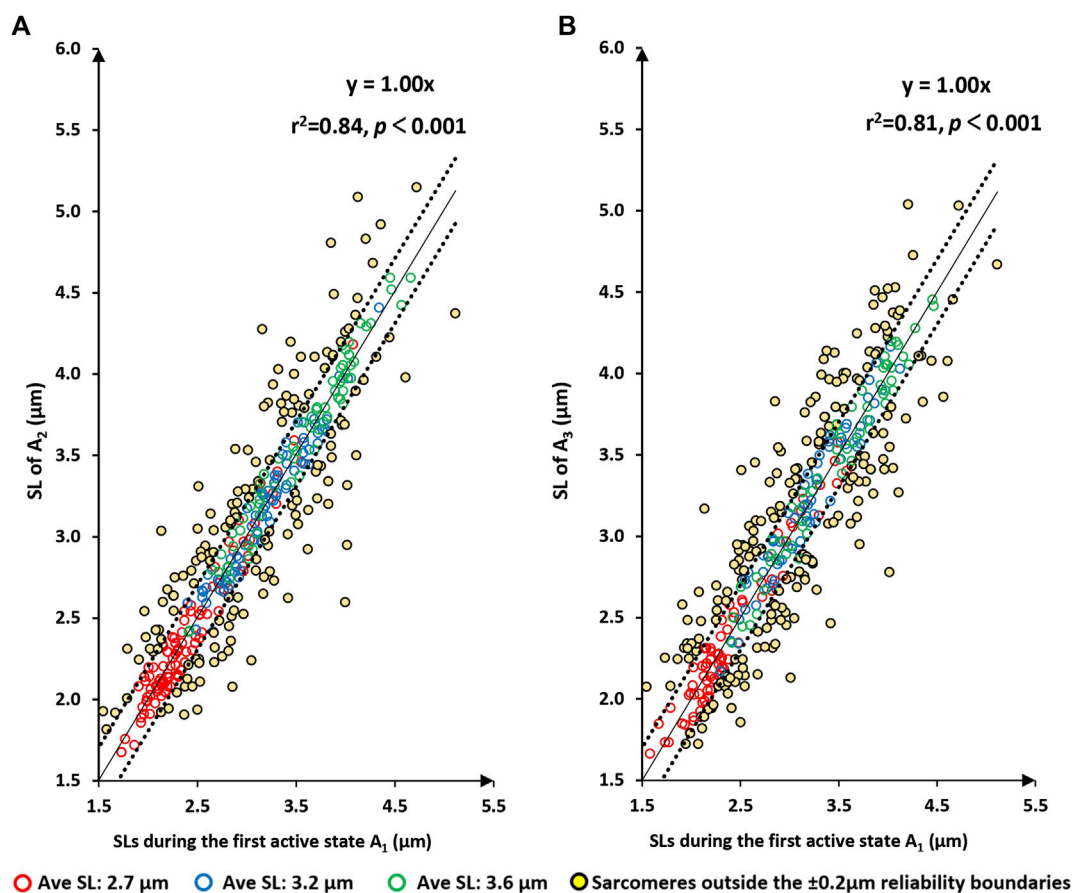 A
6.0
y = 1.00x
r²=0.84, p < 0.001
5.5
5.0
4.5
4.0
3.5
3.0
2.5
2.0
1.5
SL of A₂ (μm)
1.5 2.5 3.5 4.5 5.5
SLs during the first active state A₁ (μm)
B
6.0
y = 1.00x
r²=0.81, p < 0.001
5.5
5.0
4.5
4.0
3.5
3.0
2.5
2.0
1.5
SL of A₃ (μm)
1.5 2.5 3.5 4.5 5.5
SLs during the first active state A₁ (μm)
Ave SL: 2.7 μm Ave SL: 3.2 μm Ave SL: 3.6 μm Sarcomeres outside the ±0.2μm reliability boundaries